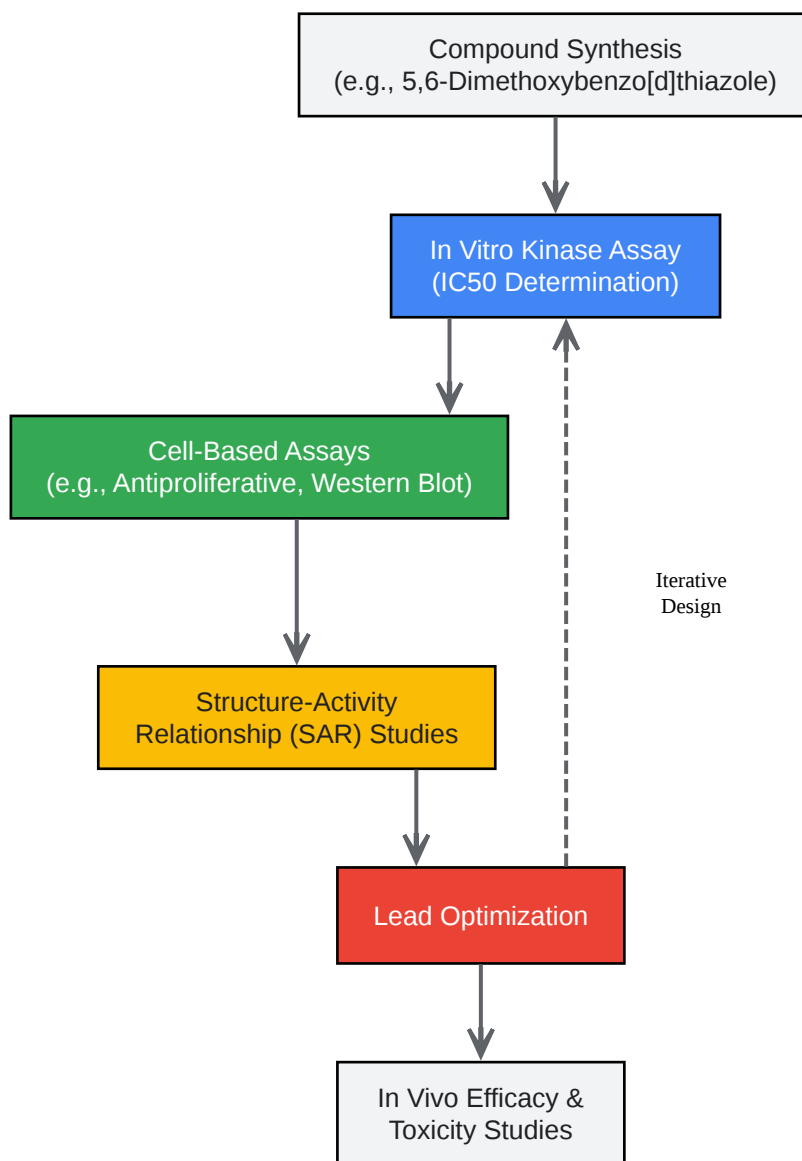 Compound Synthesis
(e.g., 5,6-Dimethoxybenzo[d]thiazole)
In Vitro Kinase Assay
(IC50 Determination)
Cell-Based Assays
(e.g., Antiproliferative, Western Blot)
Iterative
Design
Structure-Activity
Relationship (SAR) Studies
Lead Optimization
In Vivo Efficacy &
Toxicity Studies